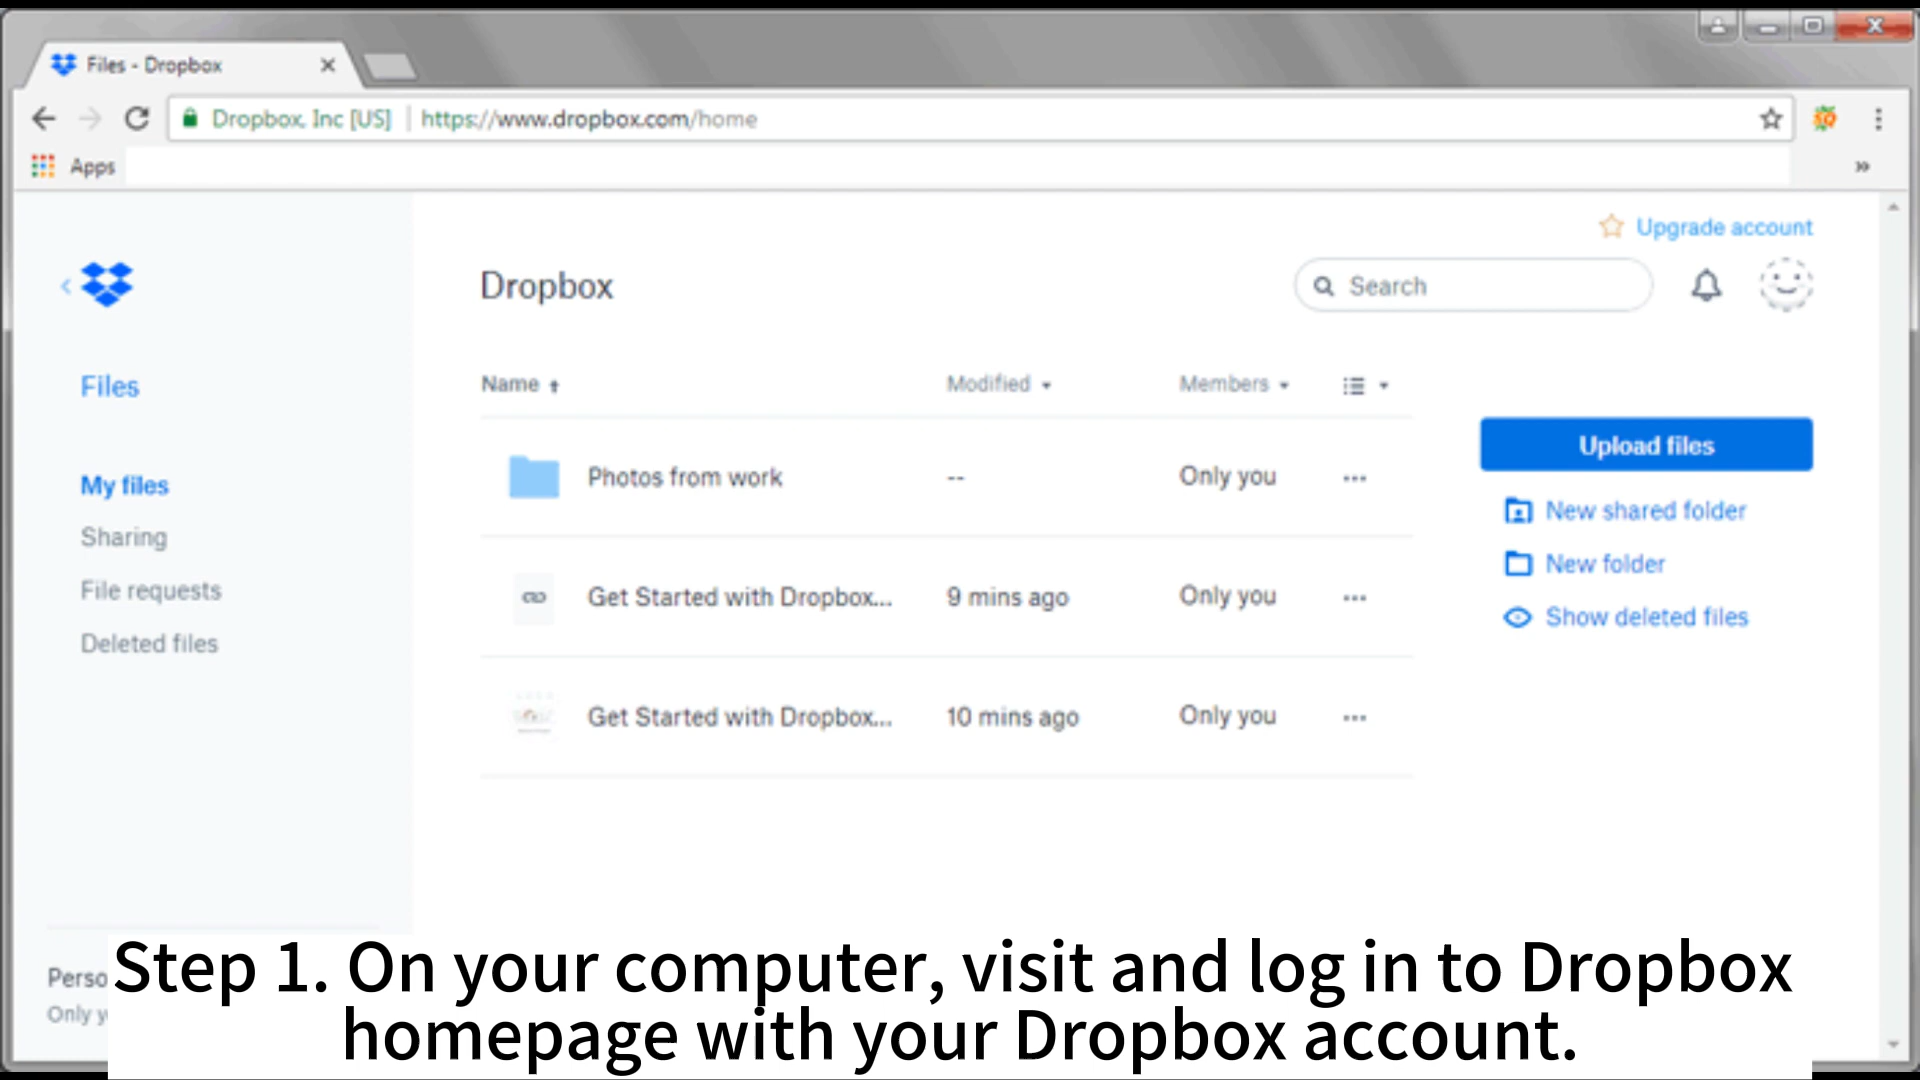 Files - Dropbox
Dropbox, Inc [US] https://www.dropbox.com/home
Apps
Upgrade account
Dropbox
Search
Files
Name Modified Members
Upload files
My files
Photos from work -- Only you
New shared folder
Sharing
New folder
File requests
Get Started with Dropbox... 9 mins ago Only you
Show deleted files
Deleted files
Get Started with Dropbox... 10 mins ago Only you
Perso
Only y
Step 1. On your computer, visit and log in to Dropbox
homepage with your Dropbox account.